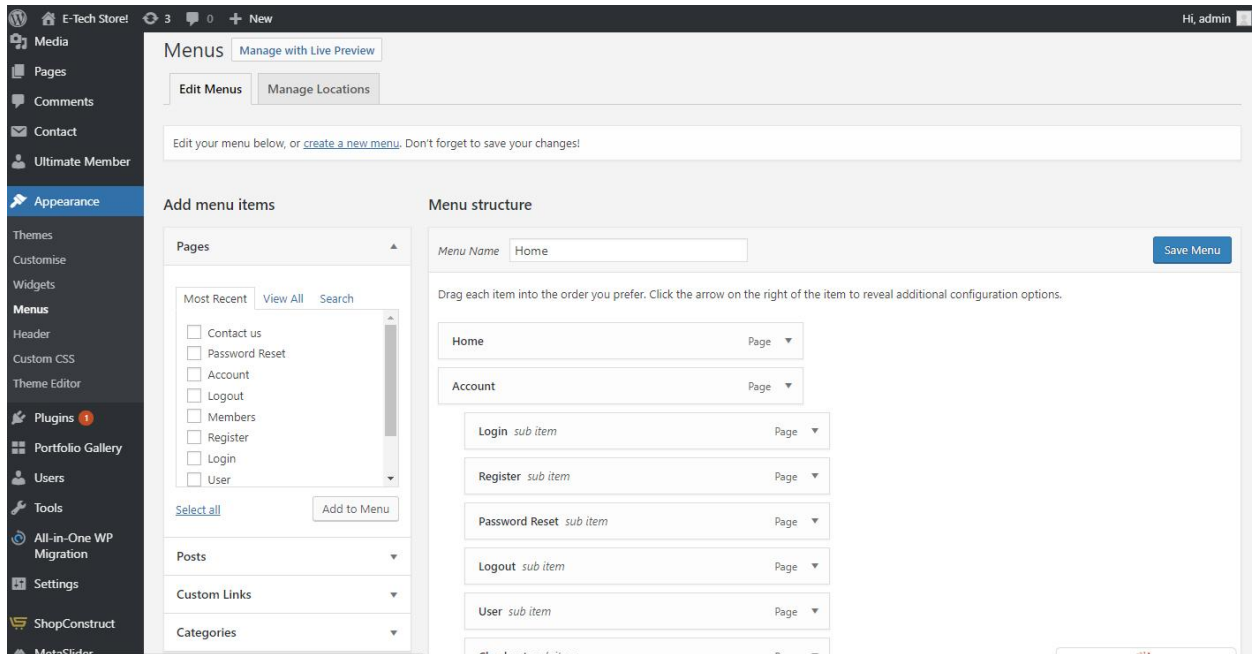 E-Tech Store! 3 0 + New Hi, admin
Media
Pages
Comments
Contact
Ultimate Member
Appearance
Themes
Customise
Widgets
Menus
Header
Custom CSS
Theme Editor
Plugins 1
Portfolio Gallery
Users
Tools
All-in-One WP
Migration
Settings
ShopConstruct
MetaSlider
Menus Manage with Live Preview
Edit Menus Manage Locations
Edit your menu below, or create a new menu. Don't forget to save your changes!
Add menu items
Pages
Most Recent View All Search
Contact us
Password Reset
Account
Logout
Members
Register
Login
User
Select all Add to Menu
Posts
Custom Links
Categories
Menu structure
Menu Name Home Save Menu
Drag each item into the order you prefer. Click the arrow on the right of the item to reveal additional configuration options.
Home Page
Account Page
Login sub item Page
Register sub item Page
Password Reset sub item Page
Logout sub item Page
User sub item Page